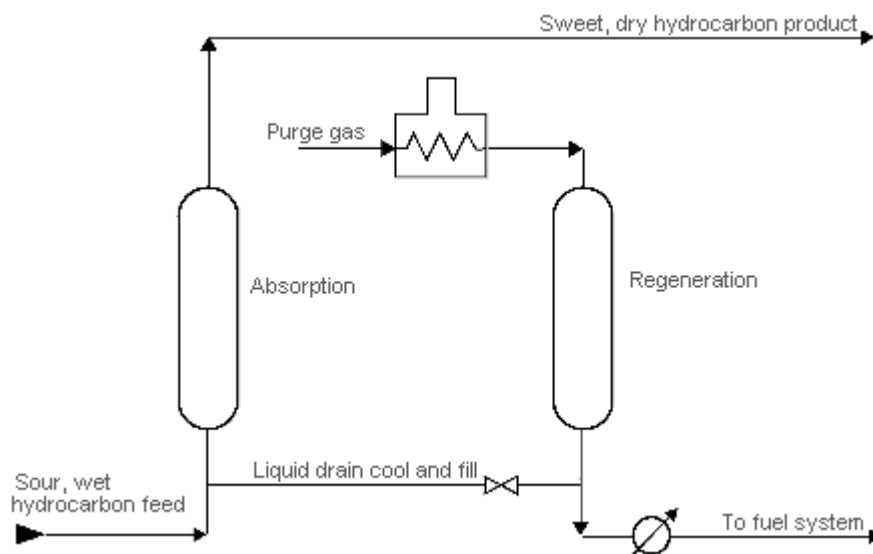 Sweet, dry hydrocarbon product
Purge gas
Absorption
Regeneration
Liquid drain cool and fill
Sour, wet
hydrocarbon feed
To fuel system